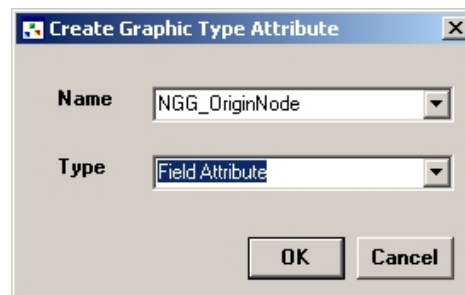 Create Graphic Type Attribute
Name NGG_OriginNode
Type Field Attribute
OK Cancel